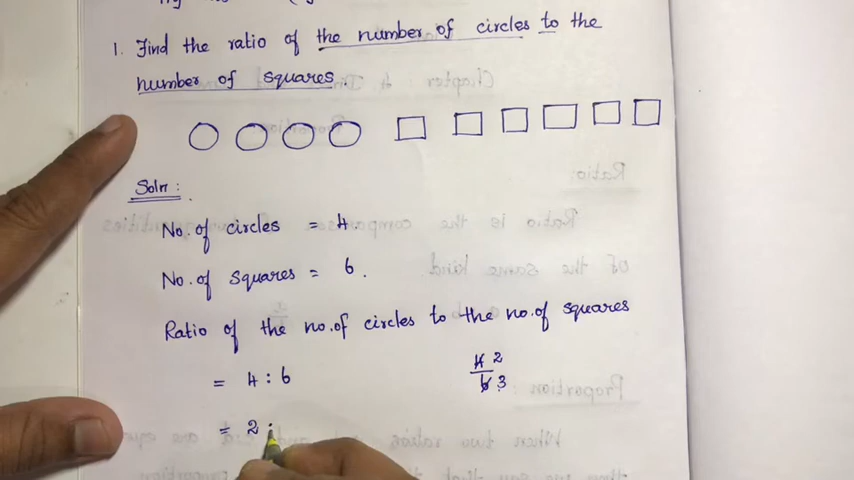 1. Find the ratio of the number of circles to the
number of squares.
Soln:
No. of circles = 4.
No. of squares = 6.
Ratio of the no. of circles to the no. of squares
= 4 : 6
4 2
6 3
= 2 :